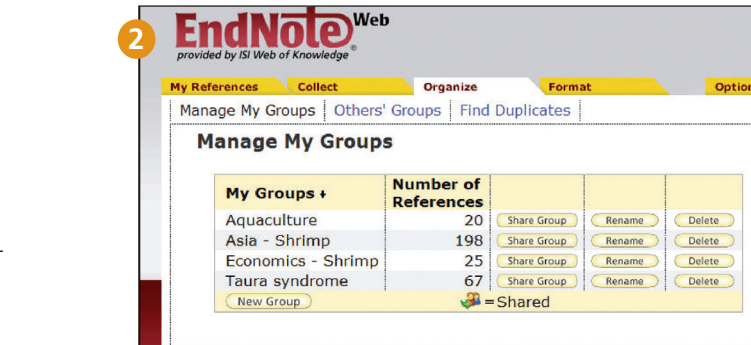 2
EndNote Web
provided by ISI Web of Knowledge®
My References Collect Organize Format Option
Manage My Groups Others' Groups Find Duplicates
Manage My Groups
My Groups Number of References
Aquaculture 20 Share Group Rename Delete
Asia - Shrimp 198 Share Group Rename Delete
Economics - Shrimp 25 Share Group Rename Delete
Taura syndrome 67 Share Group Rename Delete
New Group =Shared